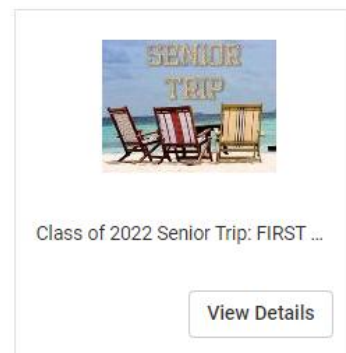 SENIOR
TRIP
Class of 2022 Senior Trip: FIRST ...
View Details